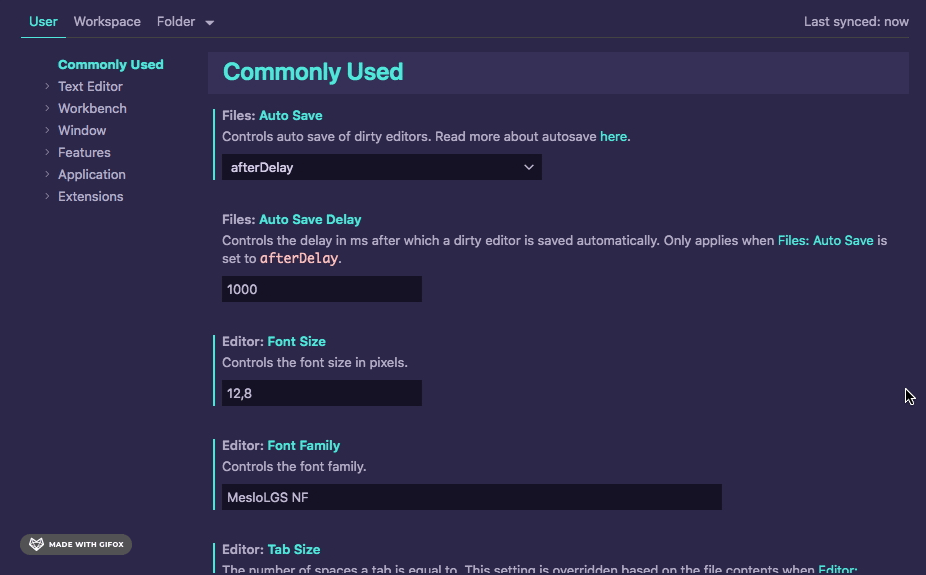 User Workspace Folder Last synced: now
Commonly Used
Text Editor
Workbench
Window
Features
Application
Extensions
Commonly Used
Files: Auto Save
Controls auto save of dirty editors. Read more about autosave here.
afterDelay
Files: Auto Save Delay
Controls the delay in ms after which a dirty editor is saved automatically. Only applies when Files: Auto Save is
set to afterDelay.
1000
Editor: Font Size
Controls the font size in pixels.
12,8
Editor: Font Family
Controls the font family.
MesloLGS NF
Editor: Tab Size
The number of spaces a tab is equal to. This setting is overridden based on the file contents when Editor:
MADE WITH GIFOX